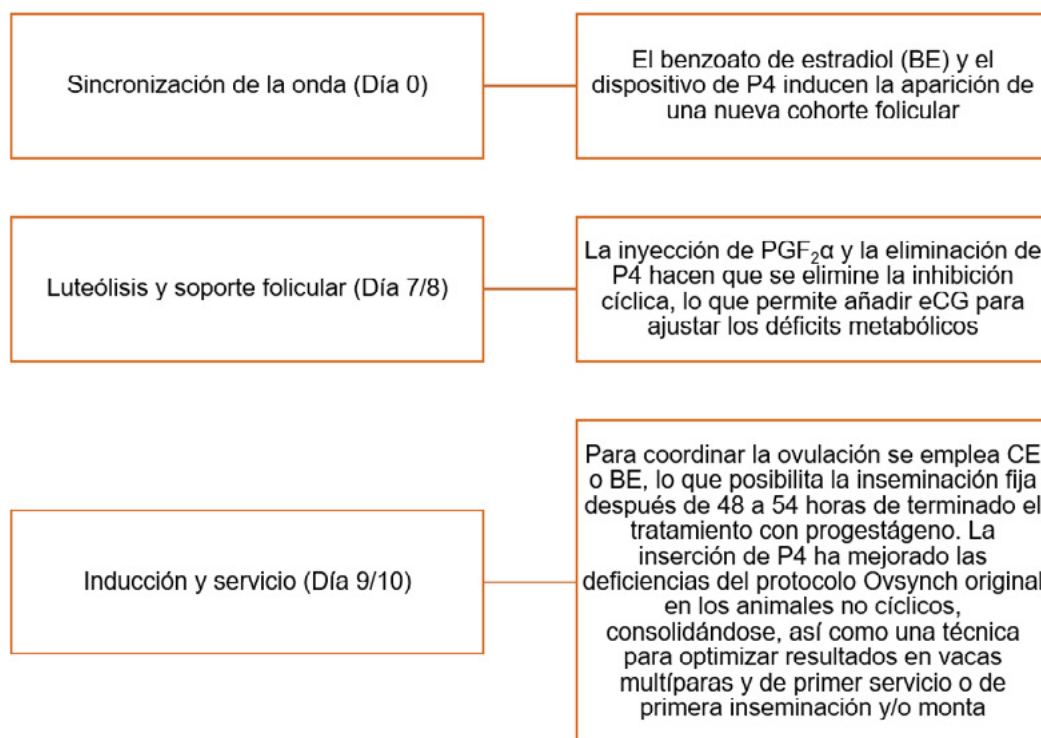 Sincronización de la onda (Día 0)
El benzoato de estradiol (BE) y el
dispositivo de P4 inducen la aparición de
una nueva cohorte folicular
Luteólisis y soporte folicular (Día 7/8)
La inyección de PGF₂α y la eliminación de
P4 hacen que se elimine la inhibición
cíclica, lo que permite añadir eCG para
ajustar los déficits metabólicos
Inducción y servicio (Día 9/10)
Para coordinar la ovulación se emplea CE
o BE, lo que posibilita la inseminación fija
después de 48 a 54 horas de terminado el
tratamiento con progestágeno. La
inserción de P4 ha mejorado las
deficiencias del protocolo Ovsynch original
en los animales no cíclicos,
consolidándose, así como una técnica
para optimizar resultados en vacas
multíparas y de primer servicio o de
primera inseminación y/o monta